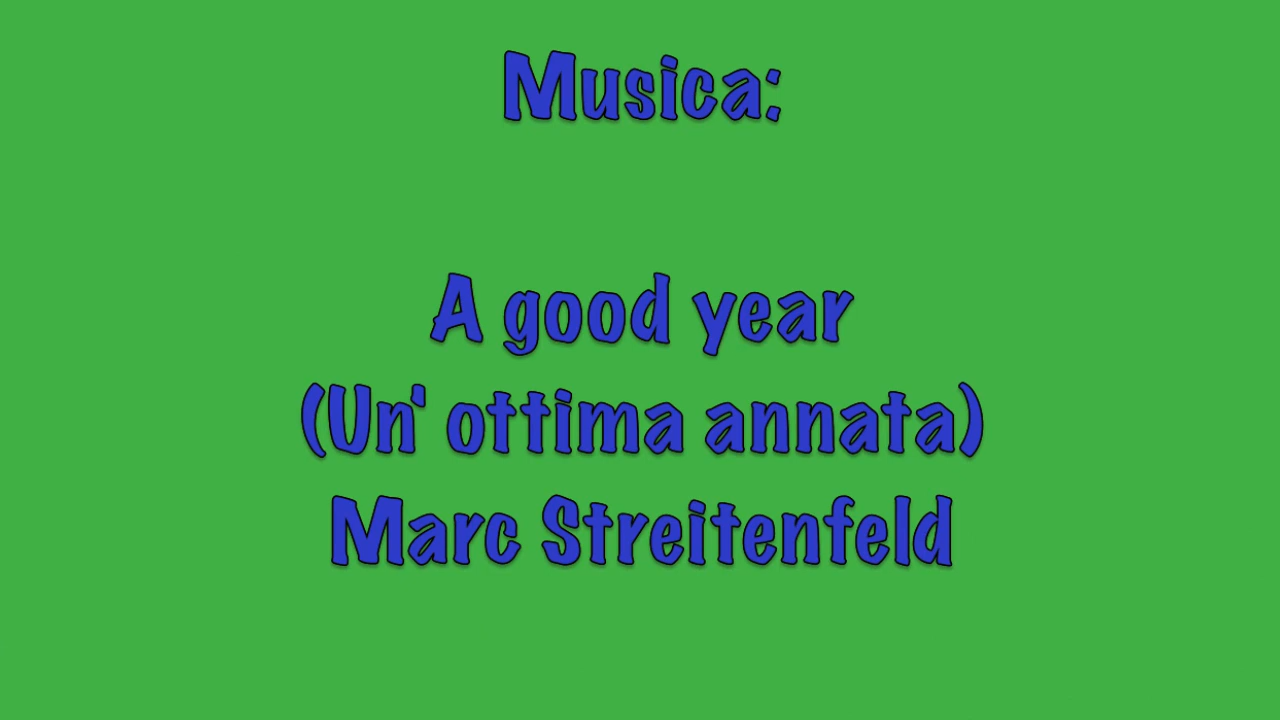 Musica:
A good year
(Un' ottima annata)
Marc Streitenfeld